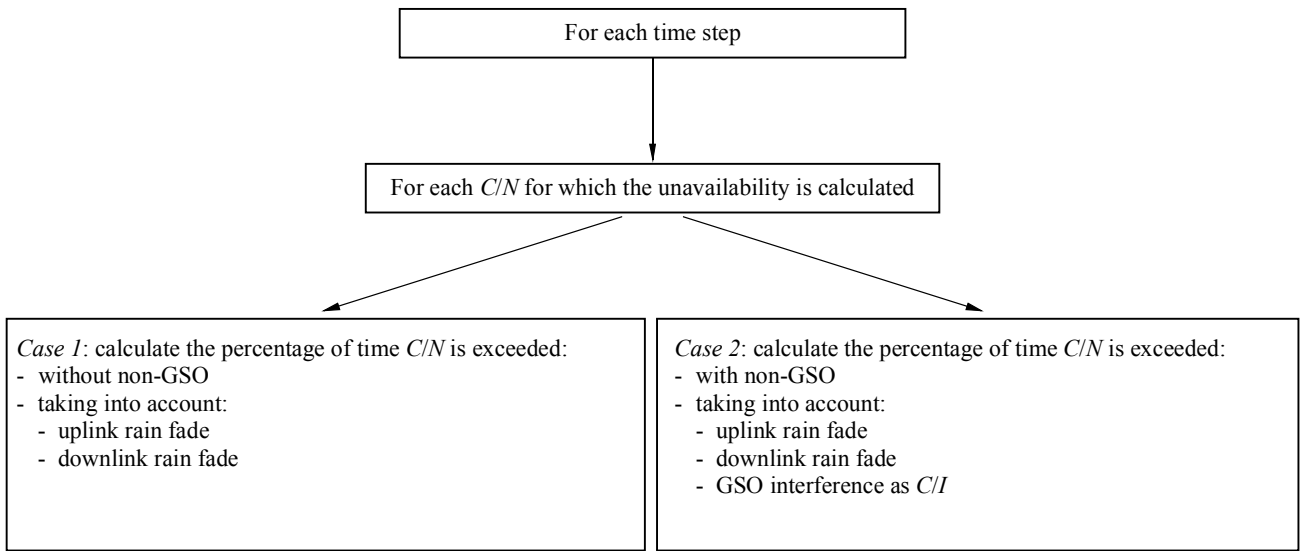 For each time step
For each C/N for which the unavailability is calculated
Case 1: calculate the percentage of time C/N is exceeded:
- without non-GSO
- taking into account:
- uplink rain fade
- downlink rain fade
Case 2: calculate the percentage of time C/N is exceeded:
- with non-GSO
- taking into account:
- uplink rain fade
- downlink rain fade
- GSO interference as C/I